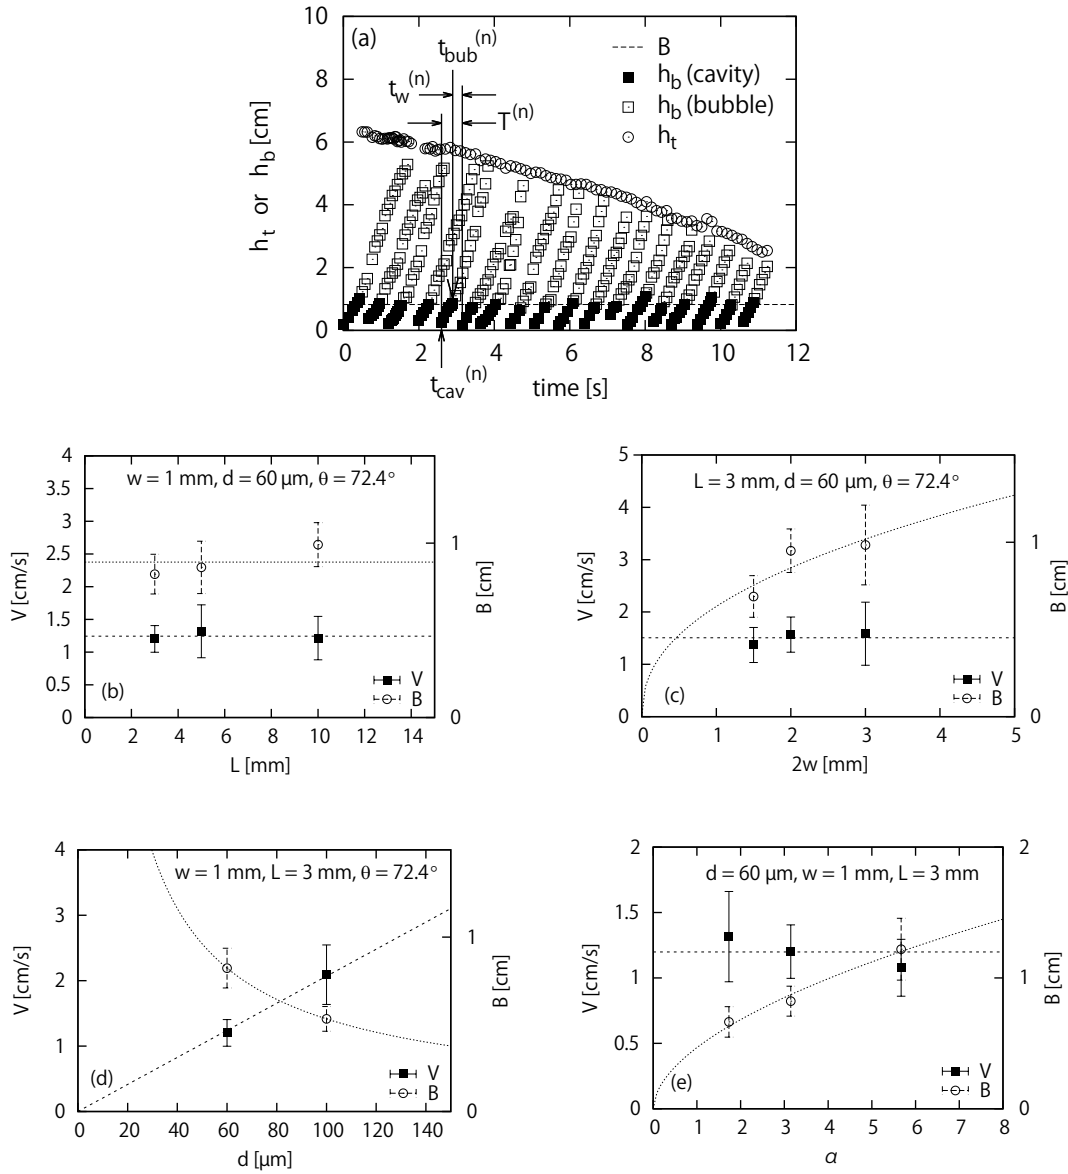 (a)
10
8
6
4
2
0
h_t or h_b [cm]
t_bub^(n)
t_w^(n)
T^(n)
B
h_b (cavity)
h_b (bubble)
h_t
0 2 4 6 8 10 12
t_cav^(n)
time [s]
4
3.5
3
2.5
2
1.5
1
0.5
0
V [cm/s]
w = 1 mm, d = 60 μm, θ = 72.4°
1
0
B [cm]
(b)
V
B
0 2 4 6 8 10 12 14
L [mm]
5
4
3
2
1
0
V [cm/s]
L = 3 mm, d = 60 μm, θ = 72.4°
1
0
B [cm]
(c)
V
B
0 1 2 3 4 5
2w [mm]
4
3
2
1
0
V [cm/s]
w = 1 mm, L = 3 mm, θ = 72.4°
1
0
B [cm]
(d)
V
B
0 20 40 60 80 100 120 140
d [μm]
2
1.5
1
0.5
0
V [cm/s]
d = 60 μm, w = 1 mm, L = 3 mm
2
1
0
B [cm]
(e)
V
B
0 1 2 3 4 5 6 7 8
α